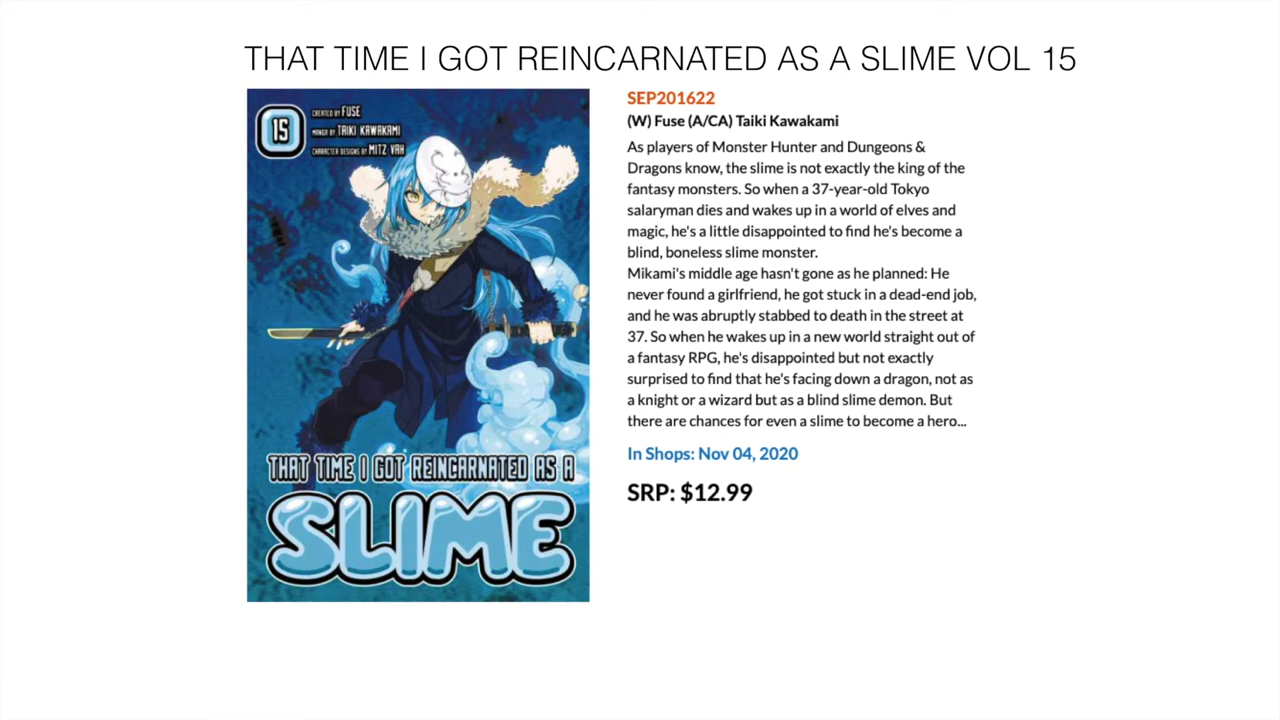 THAT TIME I GOT REINCARNATED AS A SLIME VOL 15
15
CREATED BY FUSE
MANGA BY TAIKI KAWAKAMI
CHARACTER DESIGNS BY MITZ VAH
THAT TIME I GOT REINCARNATED AS A
SLIME
SEP201622
(W) Fuse (A/CA) Taiki Kawakami
As players of Monster Hunter and Dungeons &
Dragons know, the slime is not exactly the king of the
fantasy monsters. So when a 37-year-old Tokyo
salaryman dies and wakes up in a world of elves and
magic, he's a little disappointed to find he's become a
blind, boneless slime monster.
Mikami's middle age hasn't gone as he planned: He
never found a girlfriend, he got stuck in a dead-end job,
and he was abruptly stabbed to death in the street at
37. So when he wakes up in a new world straight out of
a fantasy RPG, he's disappointed but not exactly
surprised to find that he's facing down a dragon, not as
a knight or a wizard but as a blind slime demon. But
there are chances for even a slime to become a hero...
In Shops: Nov 04, 2020
SRP: $12.99